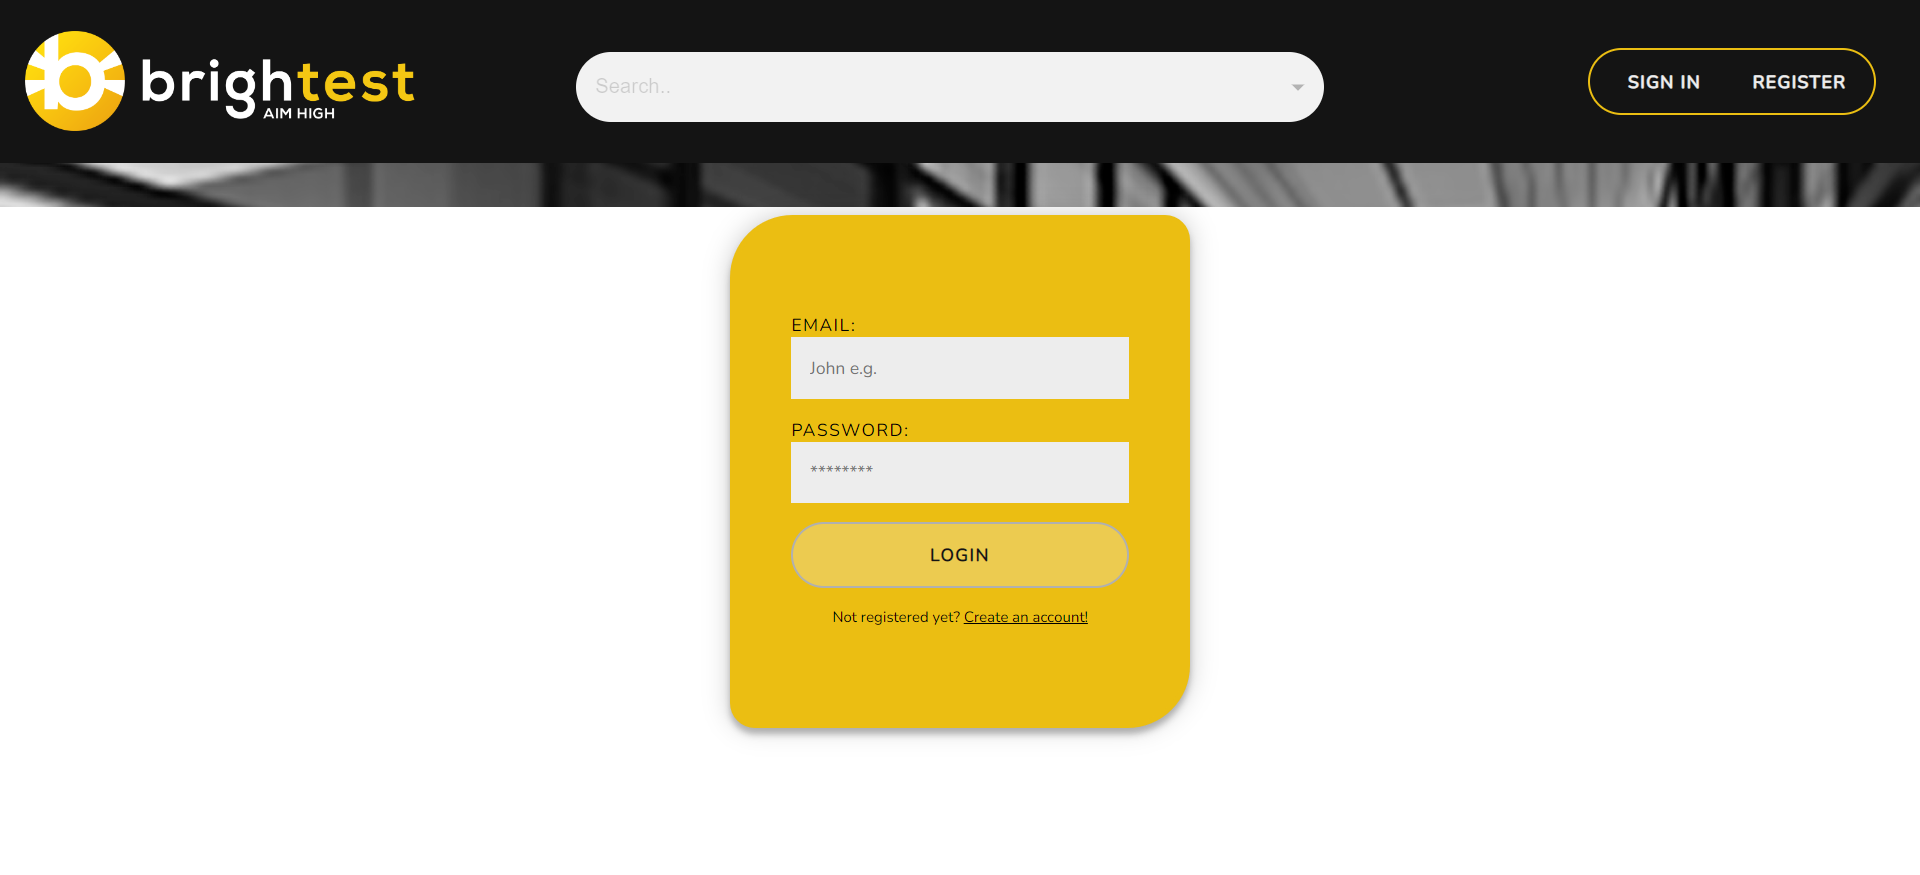 brightest
AIM HIGH
Search..
SIGN IN
REGISTER
EMAIL:
John e.g.
PASSWORD:
********
LOGIN
Not registered yet? Create an account!